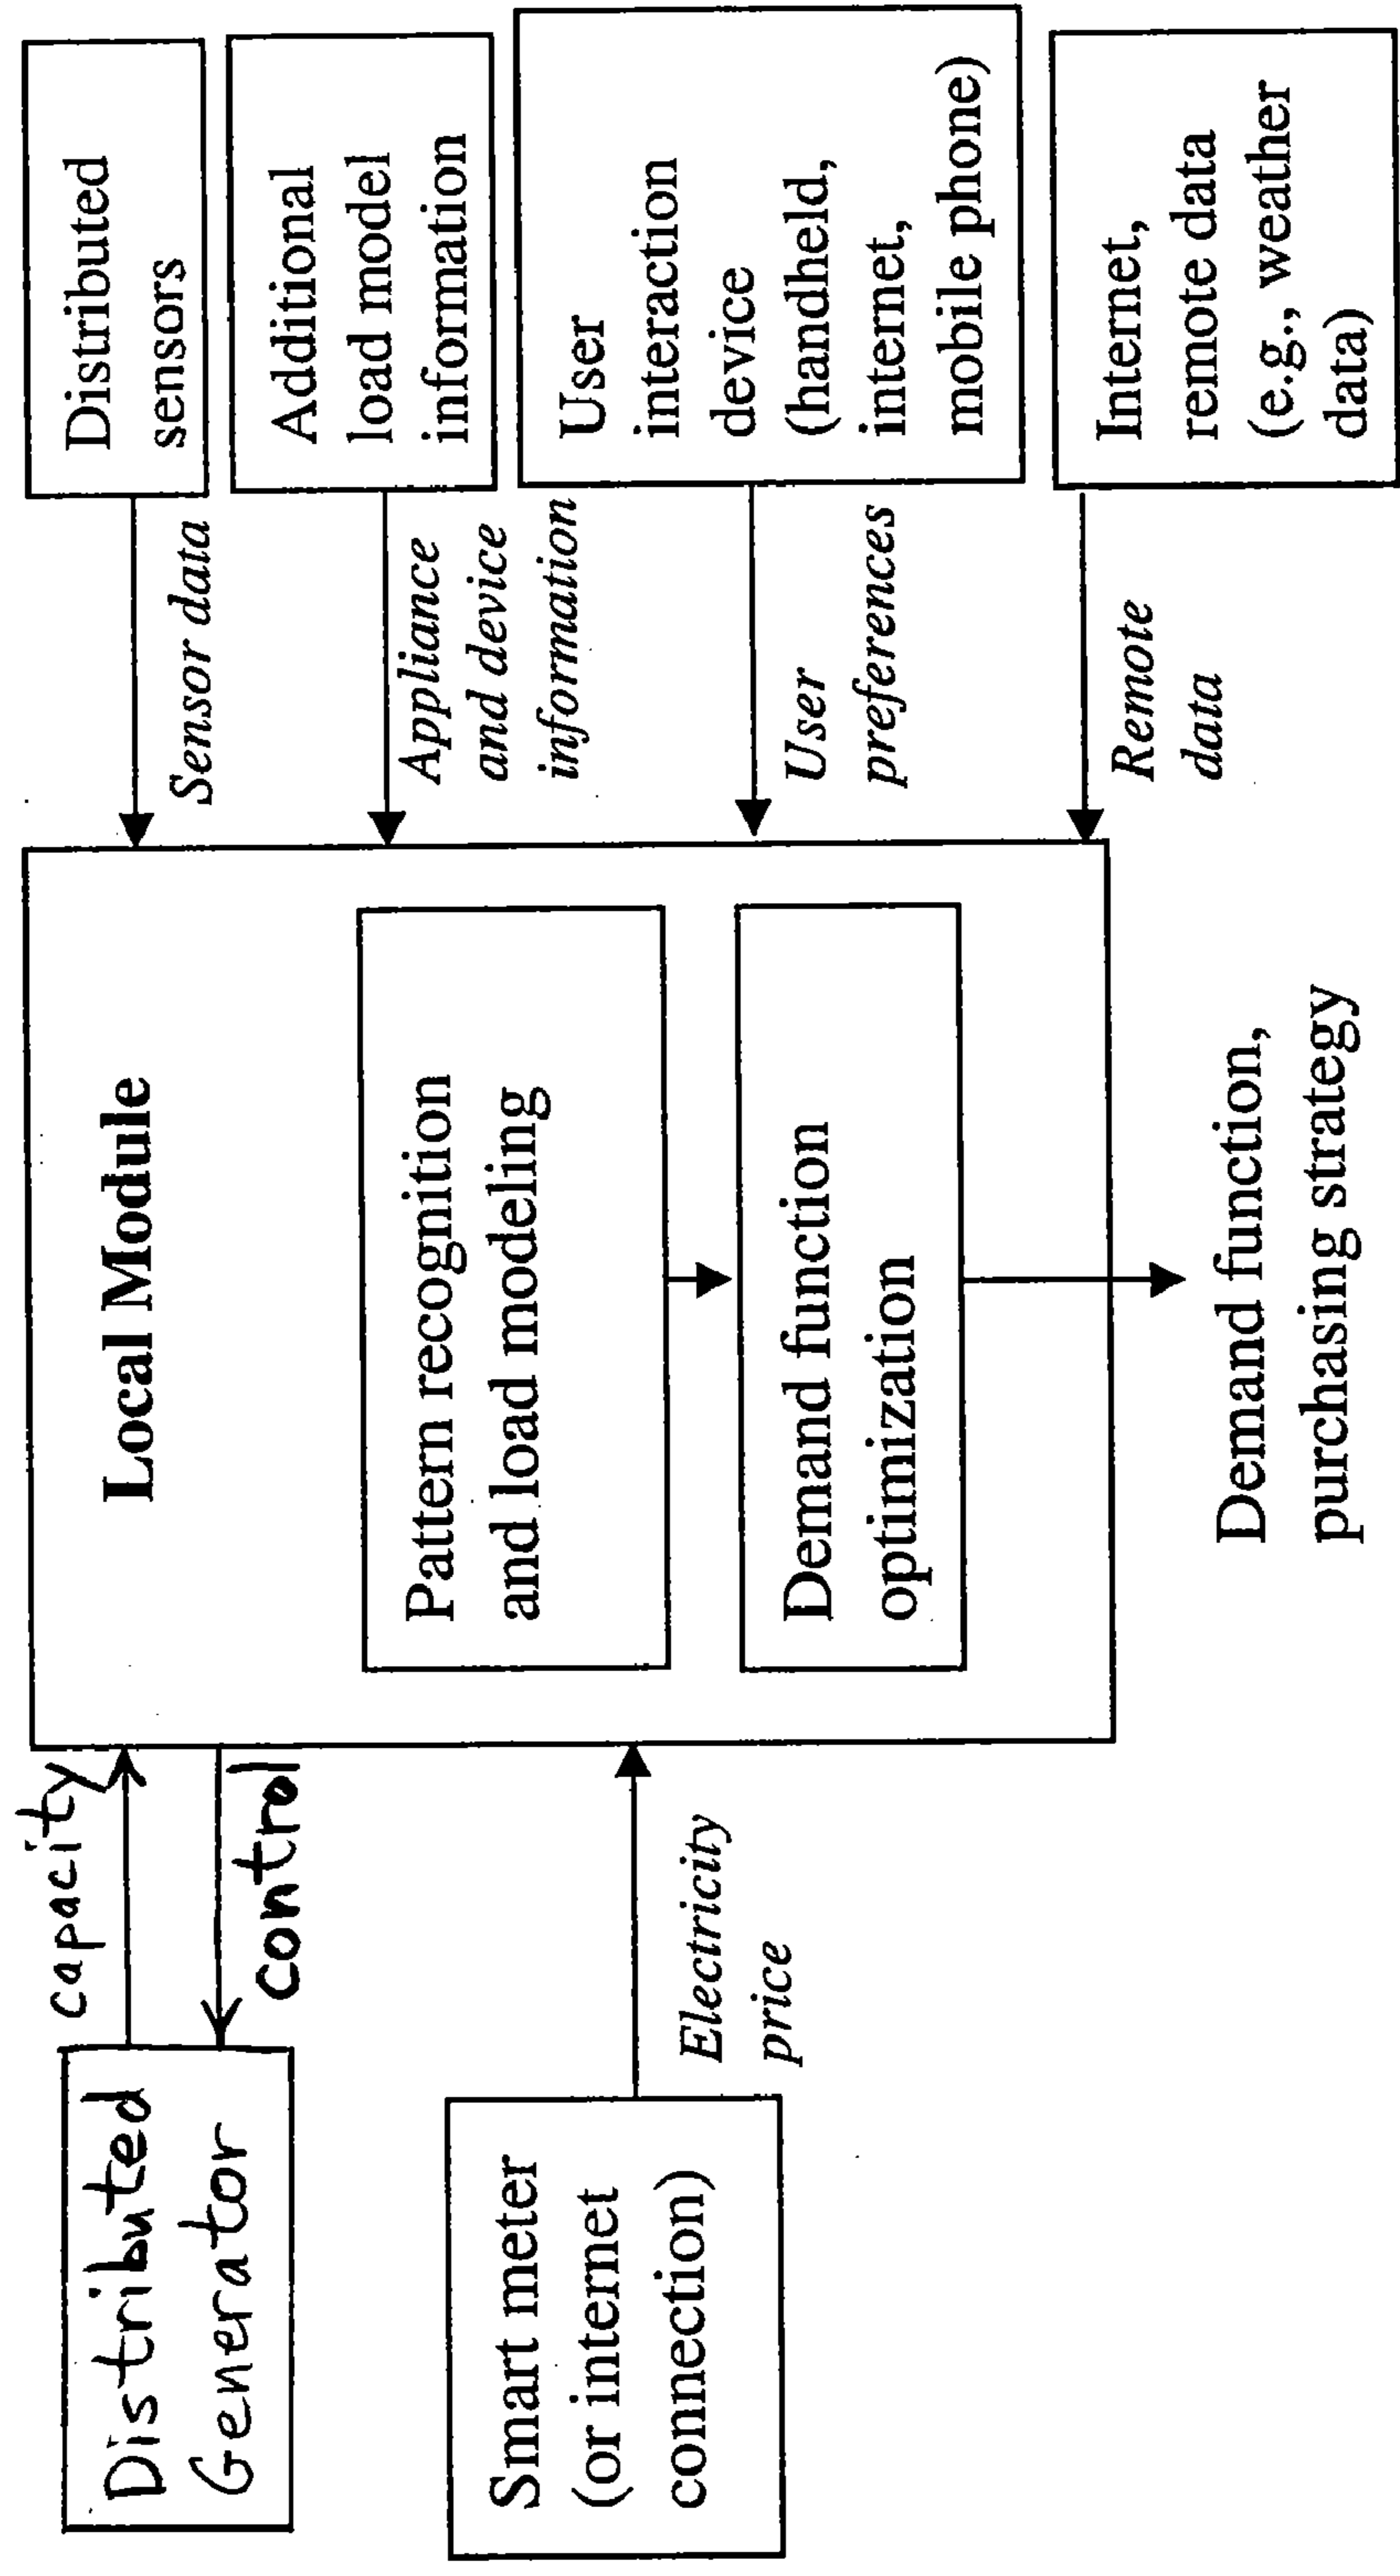 Distributed
Generator
capacity
control
Smart meter
(or internet
connection)
Electricity
price
Local Module
Pattern recognition
and load modeling
Demand function
optimization
Demand function,
purchasing strategy
Sensor data
Appliance
and device
information
User
preferences
Remote
data
Distributed
sensors
Additional
load model
information
User
interaction
device
(handheld,
internet,
mobile phone)
Internet,
remote data
(e.g., weather
data)